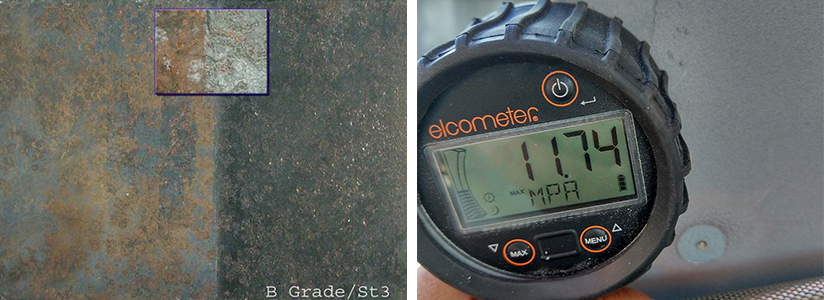 B Grade/St3
elcometer
11.74
MAX
MPA
MAX
MENU